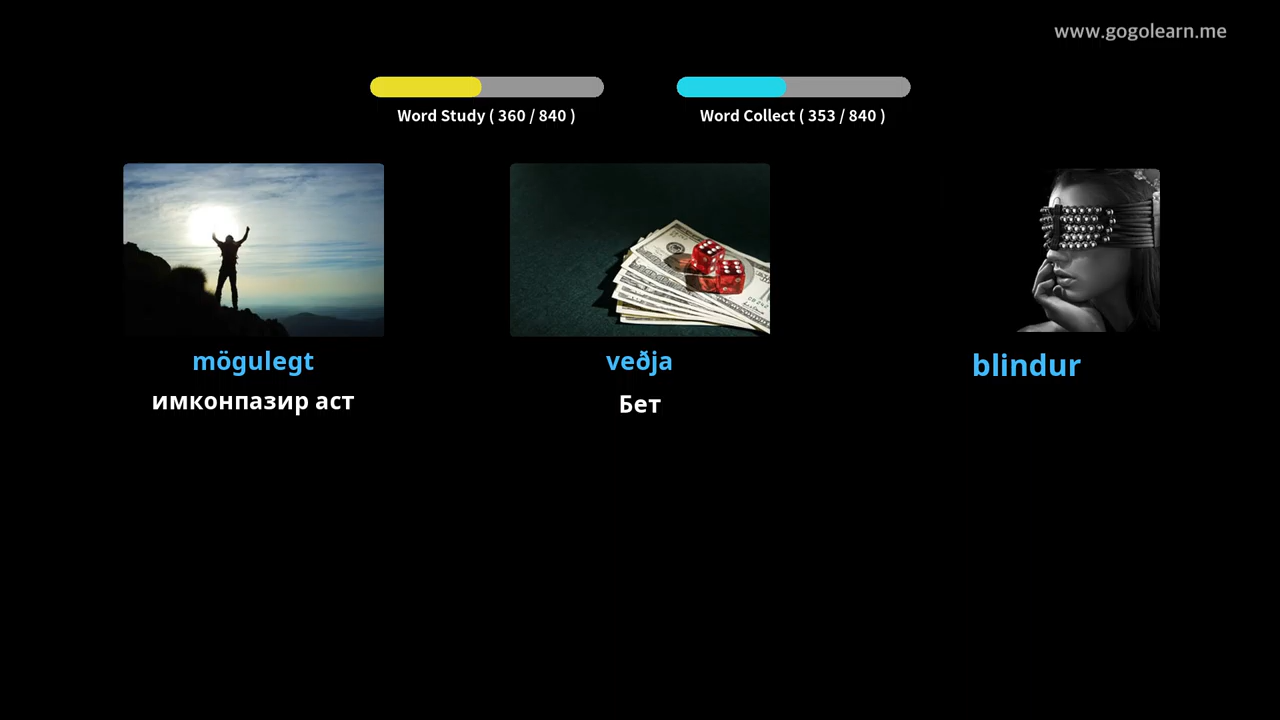 www.gogolearn.me
Word Study ( 360 / 840 )
Word Collect ( 353 / 840 )
mögulegt
имконпазир аст
veðja
Бет
blindur